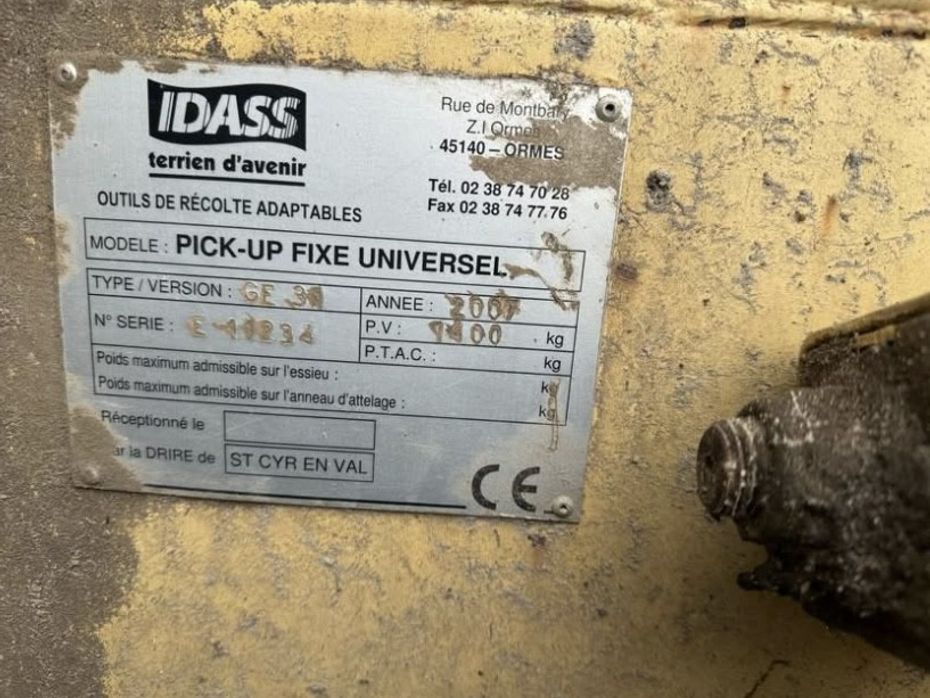 IDASS
terrien d'avenir
OUTILS DE RÉCOLTE ADAPTABLES
Rue de Montbary
Z.I Ormes
45140 – ORMES
Tél. 02 38 74 70 28
Fax 02 38 74 77 76
MODELE : PICK-UP FIXE UNIVERSEL
TYPE / VERSION : GE
ANNEE : 2007
N° SERIE :
P.V : 1400 kg
P.T.A.C. : kg
Poids maximum admissible sur l'essieu : kg
Poids maximum admissible sur l'anneau d'attelage : kg
Réceptionné le
par la DRIRE de ST CYR EN VAL
CE